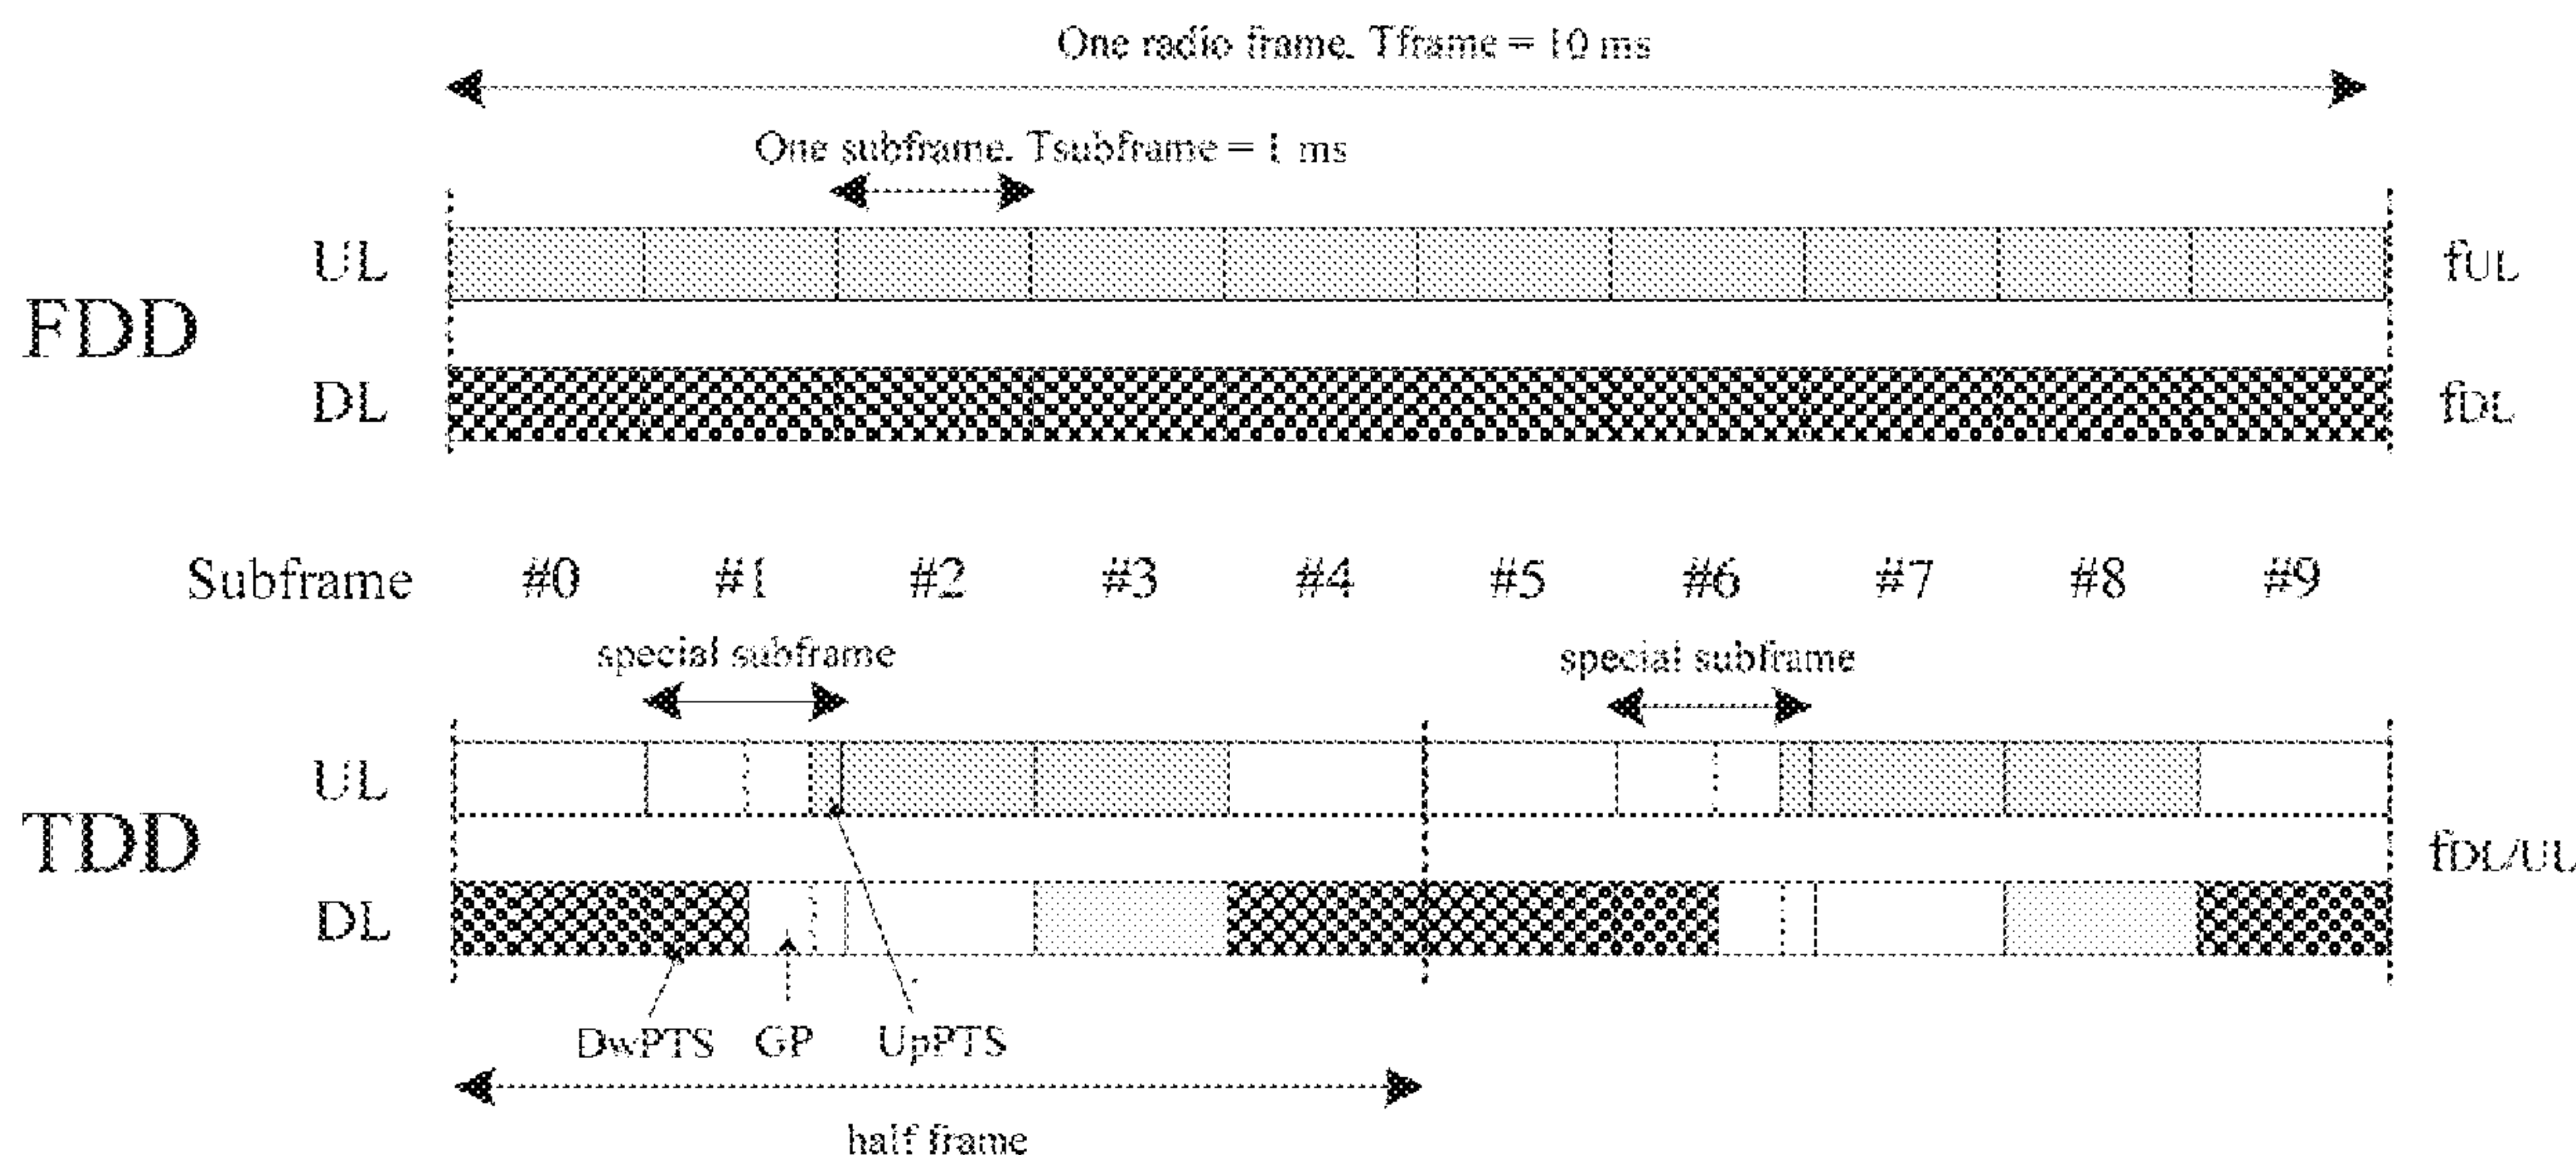 One radio frame. Tframe = 10 ms
One subframe. Tsubframe = 1 ms
UL
fUL
FDD
DL
fDL
Subframe #0 #1 #2 #3 #4 #5 #6 #7 #8 #9
special subframe special subframe
UL
TDD
fDL/UL
DL
DwPTS GP UpPTS
half frame